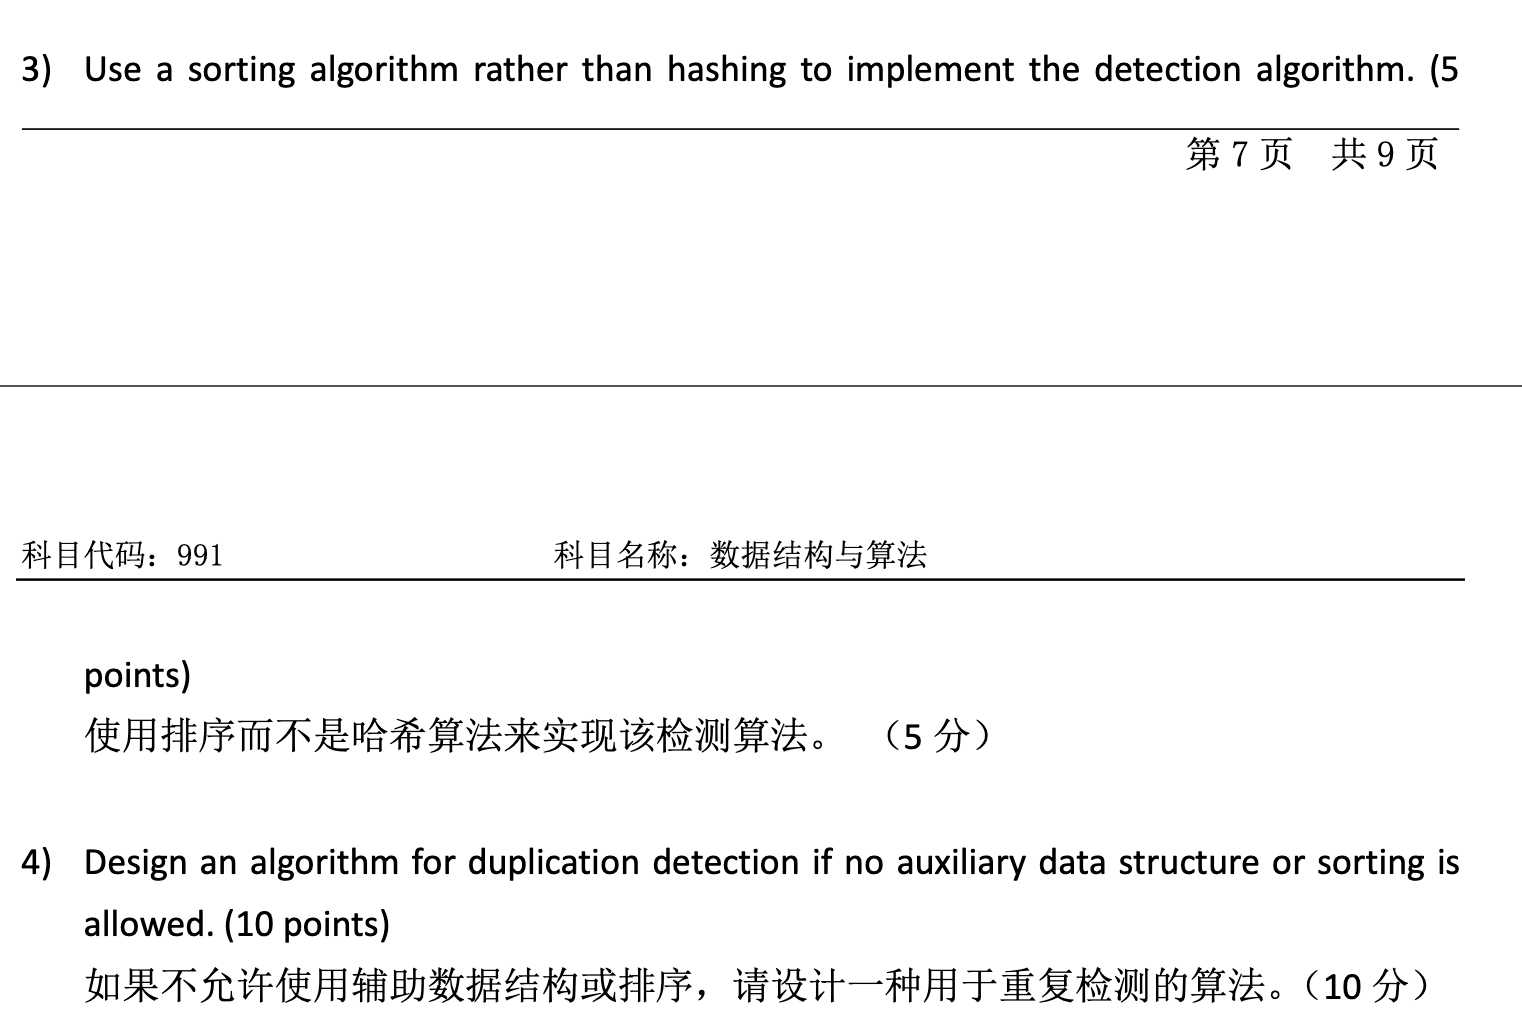 3) Use a sorting algorithm rather than hashing to implement the detection algorithm. (5
第 7 页 共 9 页
科目代码：991 科目名称：数据结构与算法
points)
使用排序而不是哈希算法来实现该检测算法。 （5 分）
4) Design an algorithm for duplication detection if no auxiliary data structure or sorting is
allowed. (10 points)
如果不允许使用辅助数据结构或排序，请设计一种用于重复检测的算法。（10 分）